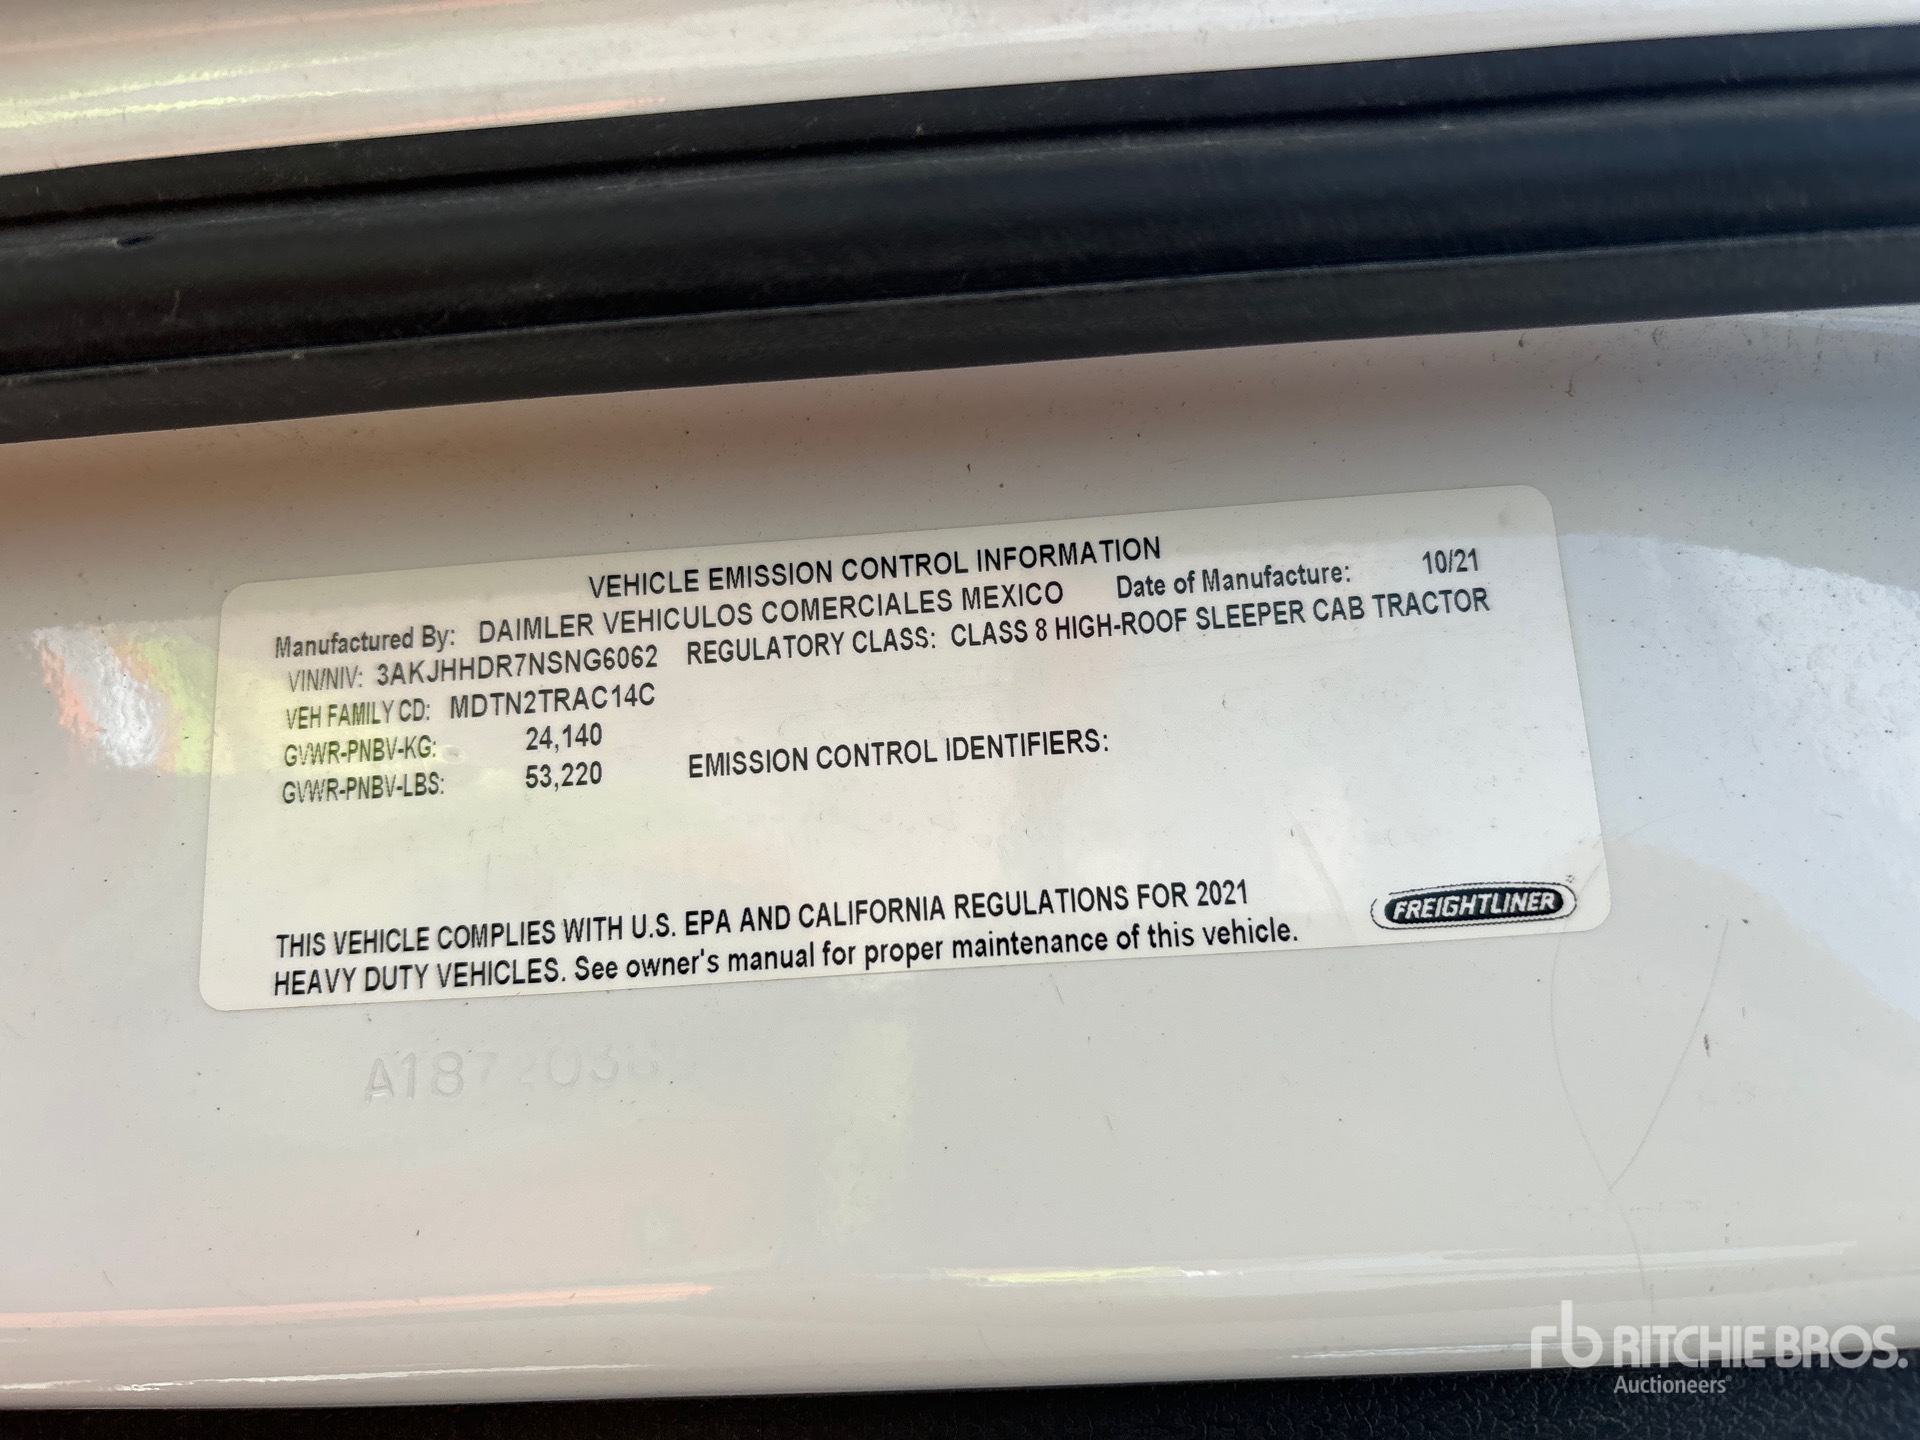 VEHICLE EMISSION CONTROL INFORMATION
Manufactured By: DAIMLER VEHICULOS COMERCIALES MEXICO Date of Manufacture: 10/21
VIN/NIV: 3AKJHHDR7NSNG6062 REGULATORY CLASS: CLASS 8 HIGH-ROOF SLEEPER CAB TRACTOR
VEH FAMILY CD: MDTN2TRAC14C
GVWR-PNBV-KG: 24,140
GVWR-PNBV-LBS: 53,220 EMISSION CONTROL IDENTIFIERS:
THIS VEHICLE COMPLIES WITH U.S. EPA AND CALIFORNIA REGULATIONS FOR 2021
HEAVY DUTY VEHICLES. See owner's manual for proper maintenance of this vehicle.
FREIGHTLINER
rb RITCHIE BROS.
Auctioneers